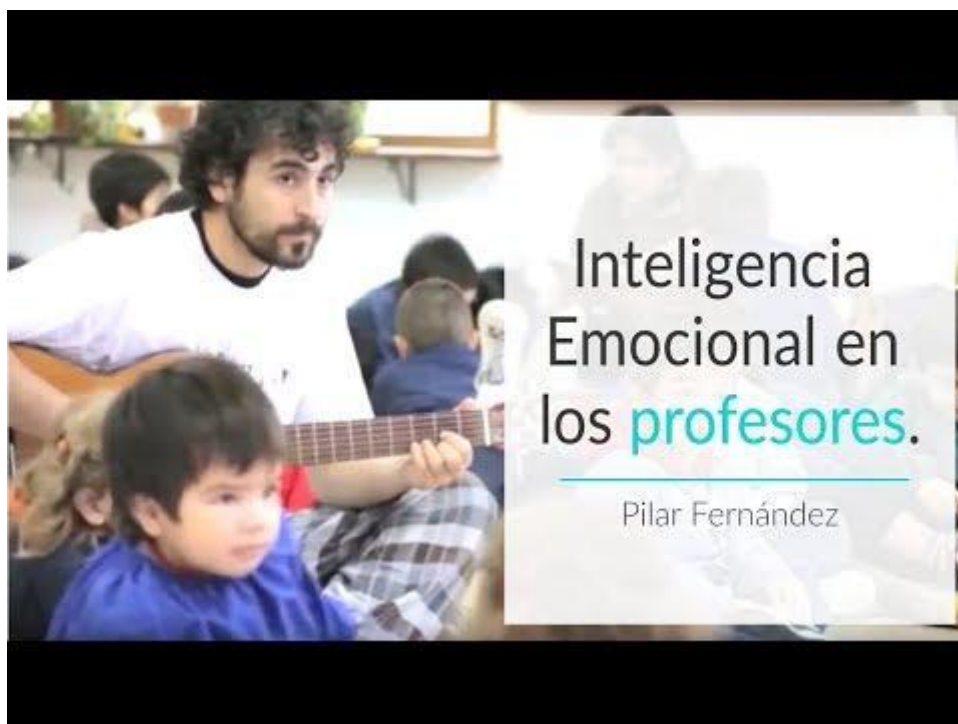 Inteligencia
Emocional en
los profesores.
Pilar Fernández